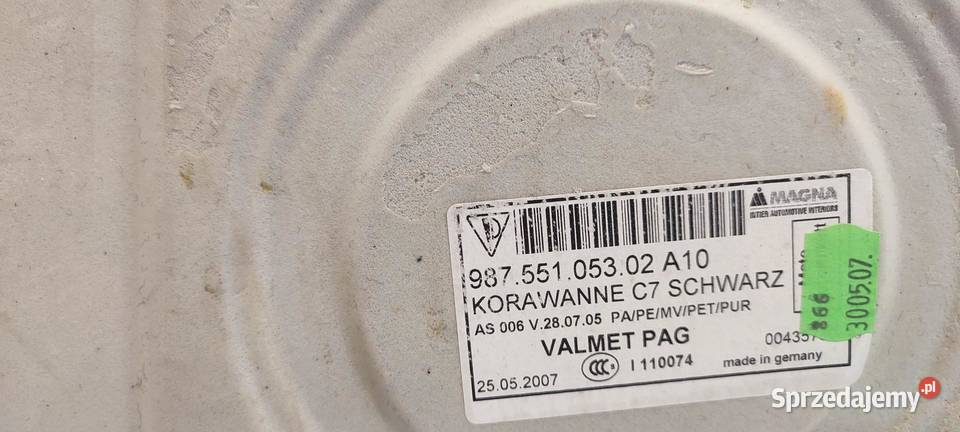 MAGNA
INTIER AUTOMOTIVE INTERIORS
987.551.053.02 A10
KORAWANNE C7 SCHWARZ
AS 006 V.28.07.05 PA/PE/MV/PET/PUR
VALMET PAG
CCC
I 110074
made in germany
25.05.2007
866
300507.
Sprzedajemy.pl